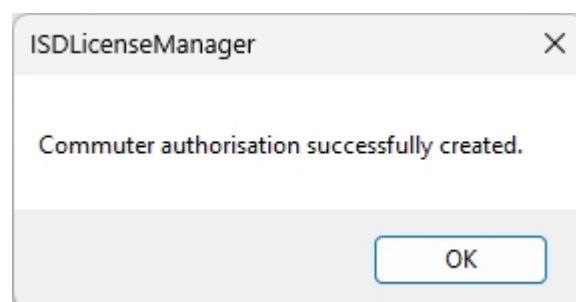 ISDLicenseManager
Commuter authorisation successfully created.
OK